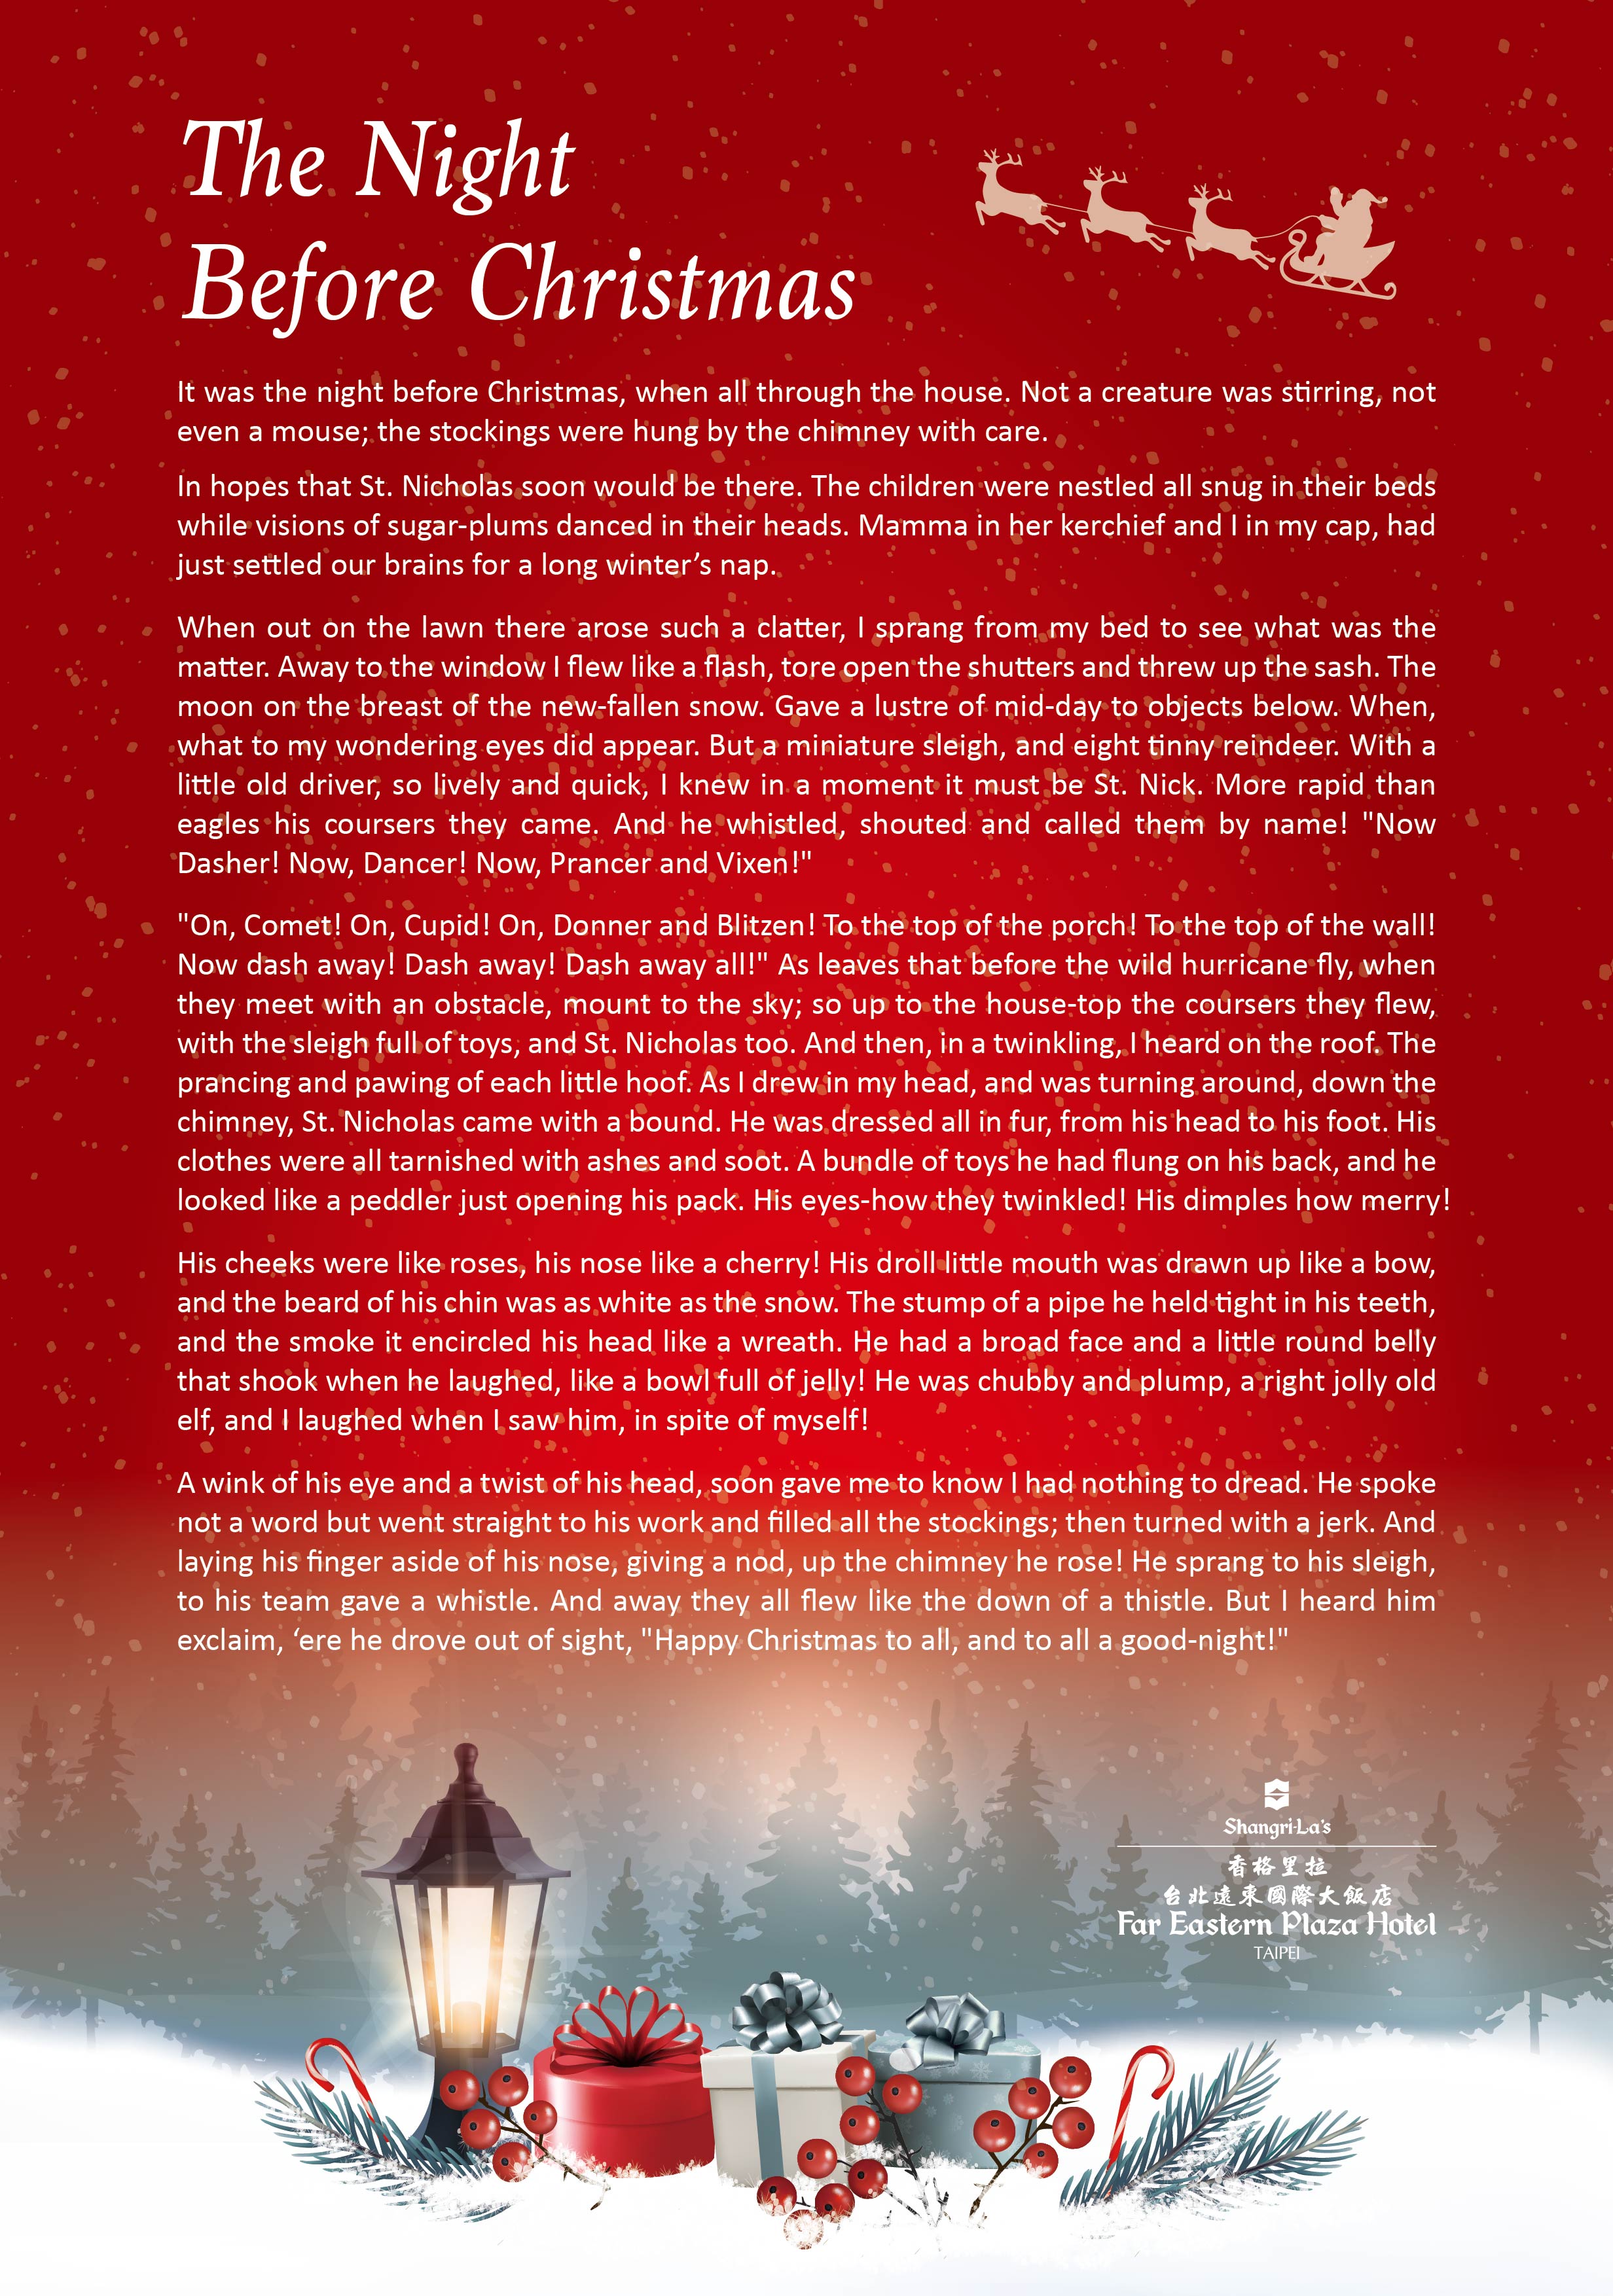 The Night
Before Christmas
It was the night before Christmas, when all through the house. Not a creature was stirring, not
even a mouse; the stockings were hung by the chimney with care.
In hopes that St. Nicholas soon would be there. The children were nestled all snug in their beds
while visions of sugar-plums danced in their heads. Mamma in her kerchief and I in my cap, had
just settled our brains for a long winter’s nap.
When out on the lawn there arose such a clatter, I sprang from my bed to see what was the
matter. Away to the window I flew like a flash, tore open the shutters and threw up the sash. The
moon on the breast of the new-fallen snow. Gave a lustre of mid-day to objects below. When,
what to my wondering eyes did appear. But a miniature sleigh, and eight tinny reindeer. With a
little old driver, so lively and quick, I knew in a moment it must be St. Nick. More rapid than
eagles his coursers they came. And he whistled, shouted and called them by name! "Now
Dasher! Now, Dancer! Now, Prancer and Vixen!"
"On, Comet! On, Cupid! On, Donner and Blitzen! To the top of the porch! To the top of the wall!
Now dash away! Dash away! Dash away all!" As leaves that before the wild hurricane fly, when
they meet with an obstacle, mount to the sky; so up to the house-top the coursers they flew,
with the sleigh full of toys, and St. Nicholas too. And then, in a twinkling, I heard on the roof. The
prancing and pawing of each little hoof. As I drew in my head, and was turning around, down the
chimney, St. Nicholas came with a bound. He was dressed all in fur, from his head to his foot. His
clothes were all tarnished with ashes and soot. A bundle of toys he had flung on his back, and he
looked like a peddler just opening his pack. His eyes-how they twinkled! His dimples how merry!
His cheeks were like roses, his nose like a cherry! His droll little mouth was drawn up like a bow,
and the beard of his chin was as white as the snow. The stump of a pipe he held tight in his teeth,
and the smoke it encircled his head like a wreath. He had a broad face and a little round belly
that shook when he laughed, like a bowl full of jelly! He was chubby and plump, a right jolly old
elf, and I laughed when I saw him, in spite of myself!
A wink of his eye and a twist of his head, soon gave me to know I had nothing to dread. He spoke
not a word but went straight to his work and filled all the stockings; then turned with a jerk. And
laying his finger aside of his nose, giving a nod, up the chimney he rose! He sprang to his sleigh,
to his team gave a whistle. And away they all flew like the down of a thistle. But I heard him
exclaim, ‘ere he drove out of sight, "Happy Christmas to all, and to all a good-night!"
Shangri-La's
香格里拉
台北遠東國際大飯店
Far Eastern Plaza Hotel
TAIPEI